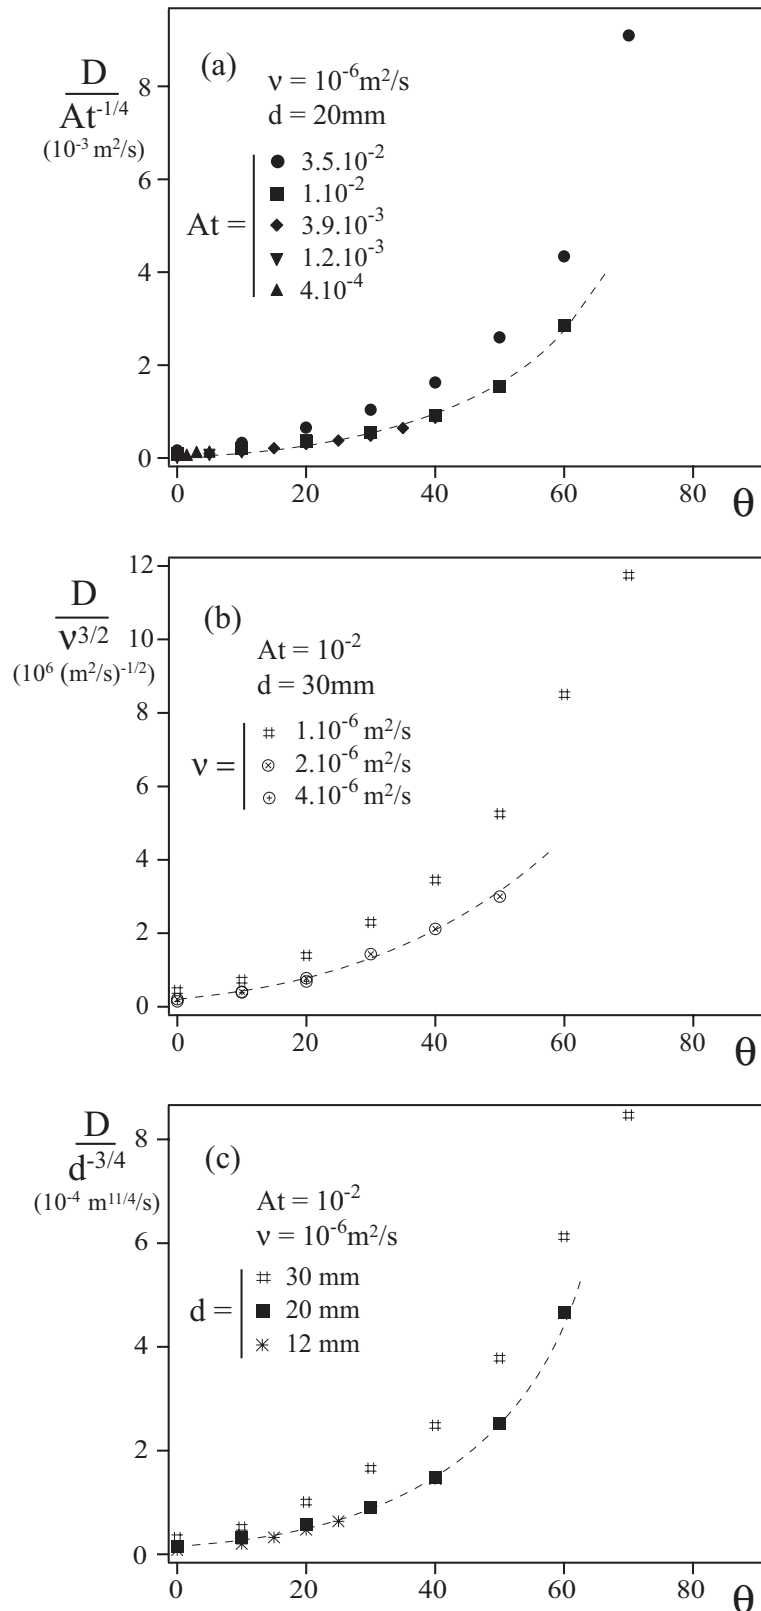 (a)
D
At-1/4
(10-3 m2/s)
ν = 10-6m2/s
d = 20mm
At =
3.5.10-2
1.10-2
3.9.10-3
1.2.10-3
4.10-4
8
6
4
2
0
0 20 40 60 80 θ
(b)
D
ν3/2
(106 (m2/s)-1/2)
At = 10-2
d = 30mm
ν =
1.10-6 m2/s
2.10-6 m2/s
4.10-6 m2/s
12
10
8
6
4
2
0
0 20 40 60 80 θ
(c)
D
d-3/4
(10-4 m11/4/s)
At = 10-2
ν = 10-6m2/s
d =
30 mm
20 mm
12 mm
8
6
4
2
0
0 20 40 60 80 θ